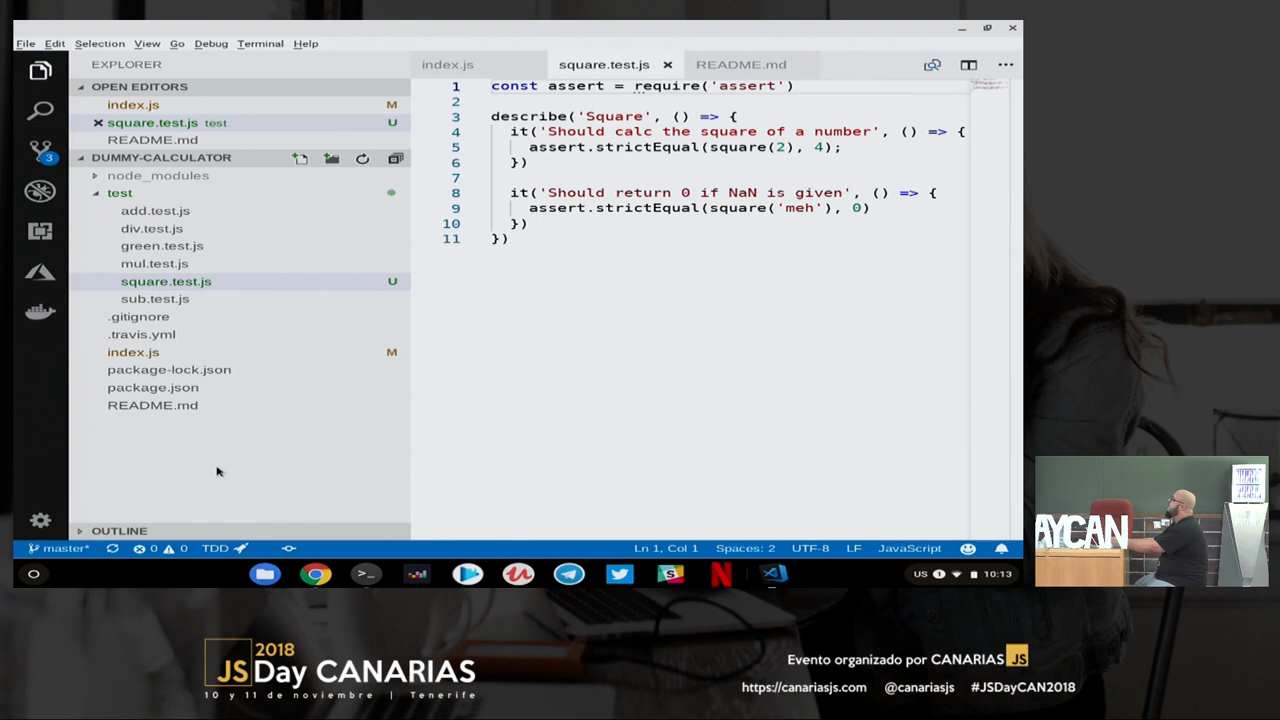 File Edit Selection View Go Debug Terminal Help
EXPLORER
OPEN EDITORS
index.js M
square.test.js test U
README.md
DUMMY-CALCULATOR
node_modules
test
add.test.js
div.test.js
green.test.js
mul.test.js
square.test.js U
sub.test.js
.gitignore
.travis.yml
index.js M
package-lock.json
package.json
README.md
OUTLINE
3
index.js square.test.js README.md
1 const assert = require('assert')
2
3 describe('Square', () => {
4 it('Should calc the square of a number', () => {
5 assert.strictEqual(square(2), 4);
6 })
7
8 it('Should return 0 if NaN is given', () => {
9 assert.strictEqual(square('meh'), 0)
10 })
11 })
master* 0 0 TDD Ln 1, Col 1 Spaces: 2 UTF-8 LF JavaScript
US 1 10:13
AYCAN
2018
JSDay CANARIAS
10 y 11 de noviembre | Tenerife
Evento organizado por CANARIAS JS
https://canariasjs.com @canariasjs #JSDayCAN2018